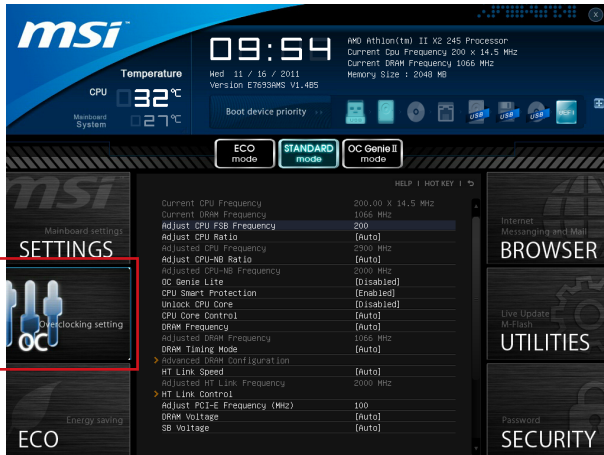 msi
Temperature
CPU 32°C
Mainboard System 27°C
09:54
Wed 11 / 16 / 2011
Version E7693AMS V1.4B5
AMD Athlon(tm) II X2 245 Processor
Current Cpu Frequency 200 x 14.5 MHz
Current DRAM Frequency 1066 MHz
Memory Size : 2048 MB
Boot device priority
USB
USB
USB
USB
UEFI
ECO mode
STANDARD mode
OC Genie II mode
HELP | HOT KEY |
msi
Mainboard settings
SETTINGS
Overclocking setting
OC
Energy saving
ECO
Current CPU Frequency 200.00 X 14.5 MHz
Current DRAM Frequency 1066 MHz
Adjust CPU FSB Frequency 200
Adjust CPU Ratio [Auto]
Adjusted CPU Frequency 2900 MHz
Adjust CPU-NB Ratio [Auto]
Adjusted CPU-NB Frequency 2000 MHz
OC Genie Lite [Disabled]
CPU Smart Protection [Enabled]
Unlock CPU Core [Disabled]
CPU Core Control [Auto]
DRAM Frequency [Auto]
Adjusted DRAM Frequency 1066 MHz
DRAM Timing Mode [Auto]
> Advanced DRAM Configuration
HT Link Speed [Auto]
Adjusted HT Link Frequency 2000 MHz
> HT Link Control
Adjust PCI-E Frequency (MHz) 100
DRAM Voltage [Auto]
SB Voltage [Auto]
Internet
Messanging and Mail
BROWSER
Live Update
M-Flash
UTILITIES
Password
SECURITY